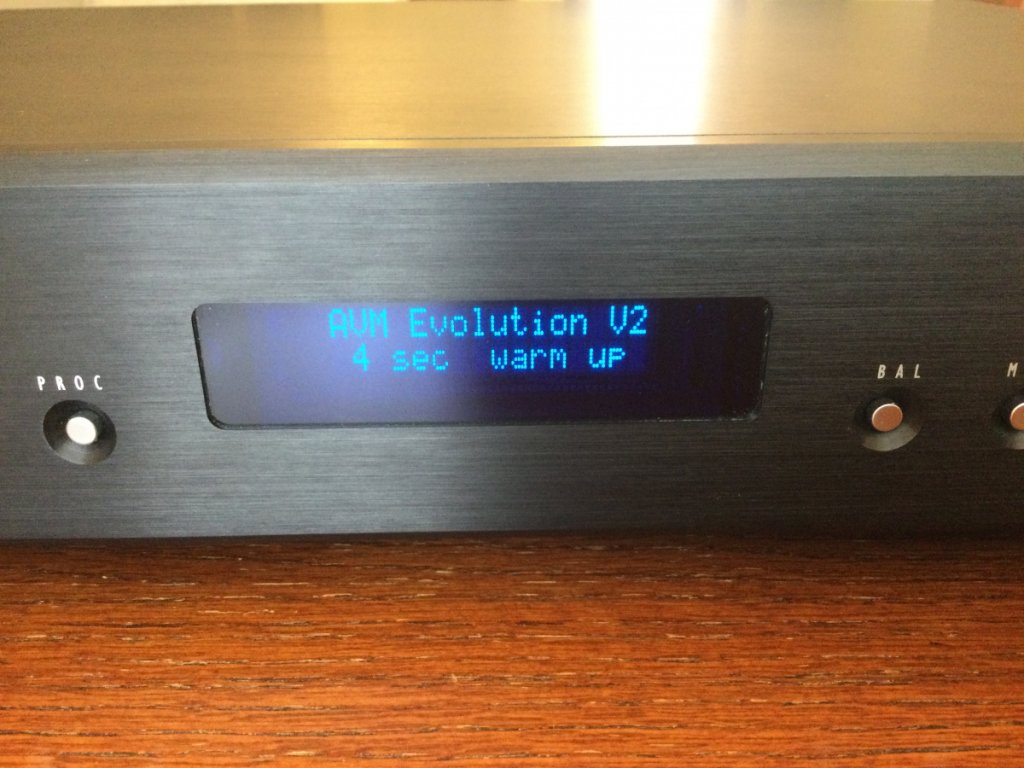 AVM Evolution V2
4 sec warm up
PROC
BAL
M